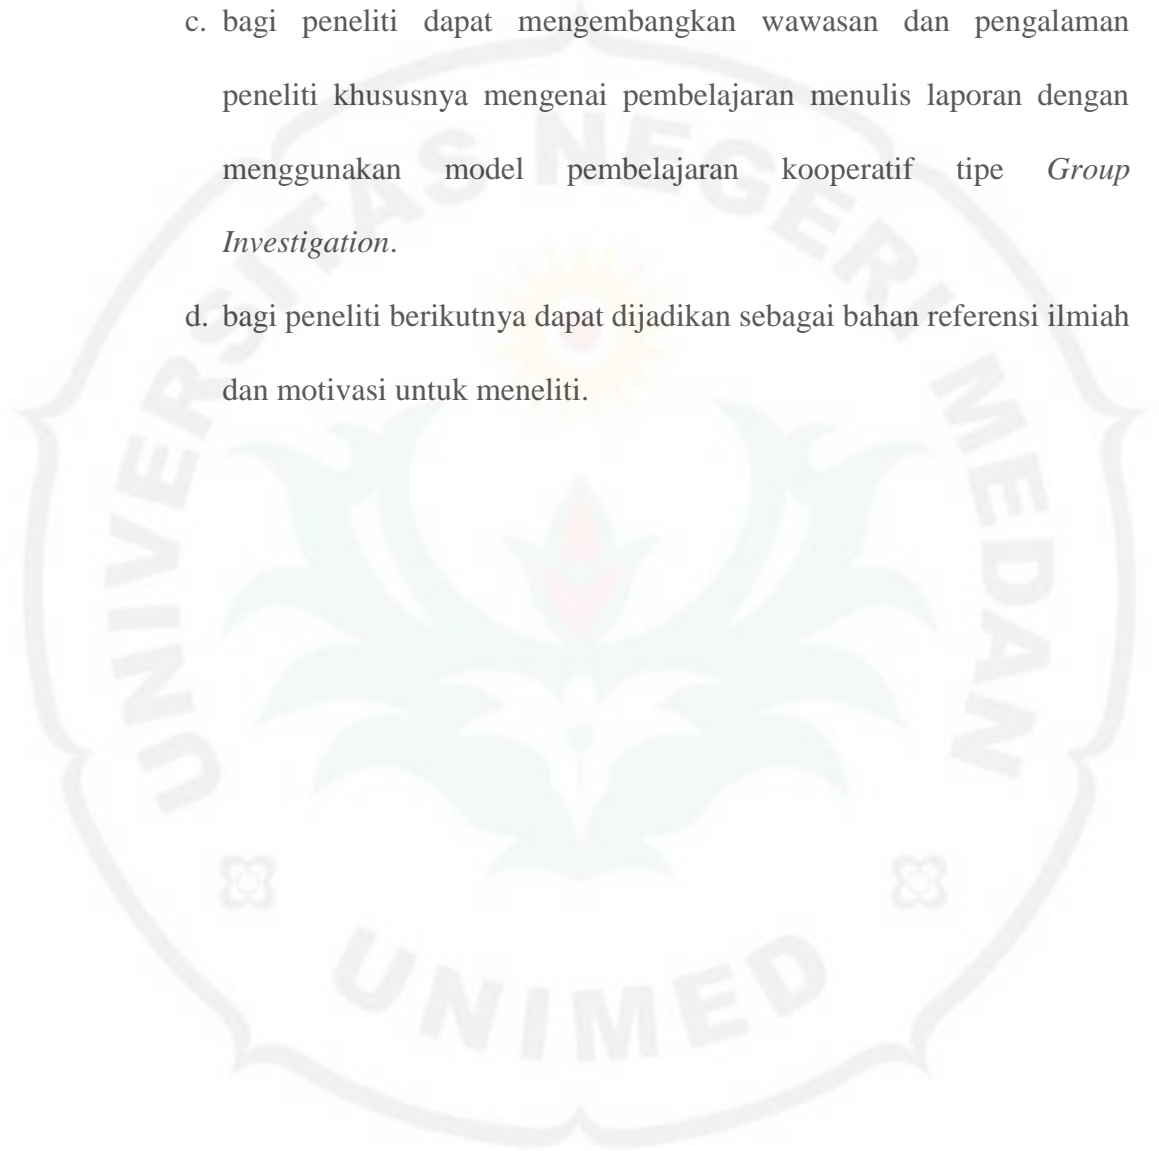 c. bagi peneliti dapat mengembangkan wawasan dan pengalaman
peneliti khususnya mengenai pembelajaran menulis laporan dengan
menggunakan model pembelajaran kooperatif tipe Group
Investigation.
d. bagi peneliti berikutnya dapat dijadikan sebagai bahan referensi ilmiah
dan motivasi untuk meneliti.
UNIVERSITAS NEGERI MEDAN
UNIMED